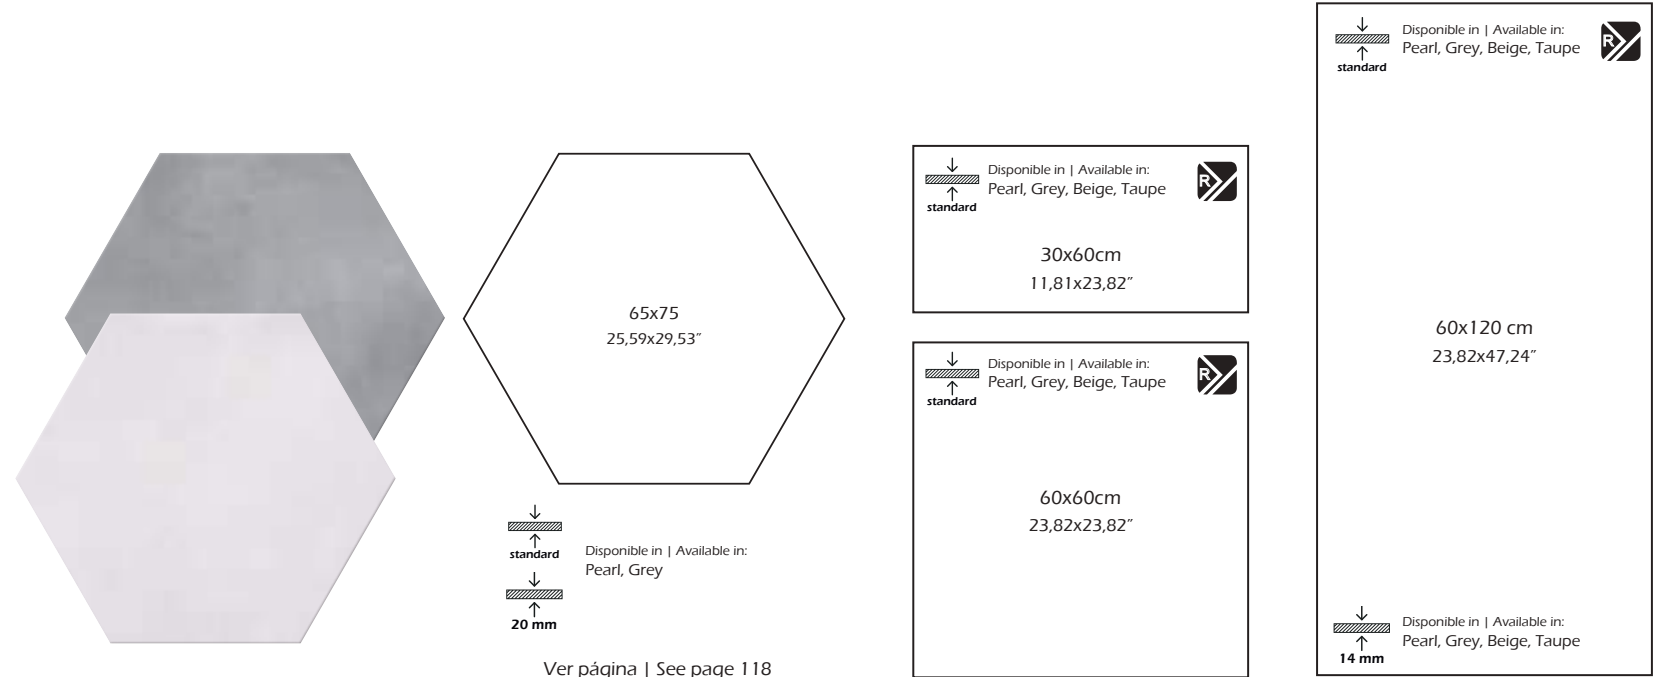 65x75
25,59x29,53”
standard
Disponible in | Available in:
Pearl, Grey
20 mm
Ver página | See page 118
Disponible in | Available in:
Pearl, Grey, Beige, Taupe
R
standard
30x60cm
11,81x23,82”
Disponible in | Available in:
Pearl, Grey, Beige, Taupe
R
standard
60x60cm
23,82x23,82”
Disponible in | Available in:
Pearl, Grey, Beige, Taupe
R
standard
60x120 cm
23,82x47,24”
Disponible in | Available in:
Pearl, Grey, Beige, Taupe
14 mm